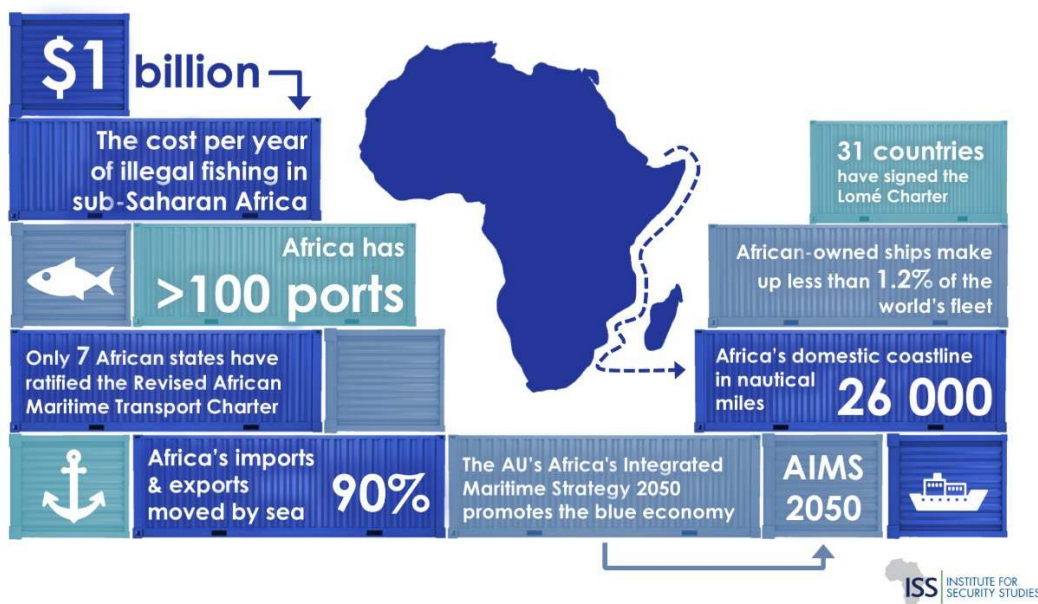 $1 billion
The cost per year
of illegal fishing in
sub-Saharan Africa
Africa has
>100 ports
Only 7 African states have
ratified the Revised African
Maritime Transport Charter
Africa's imports
& exports
moved by sea
90%
The AU's Africa's Integrated
Maritime Strategy 2050
promotes the blue economy
AIMS
2050
31 countries
have signed the
Lomé Charter
African-owned ships make
up less than 1.2% of the
world's fleet
Africa's domestic coastline
in nautical
miles
26 000
ISS
INSTITUTE FOR
SECURITY STUDIES